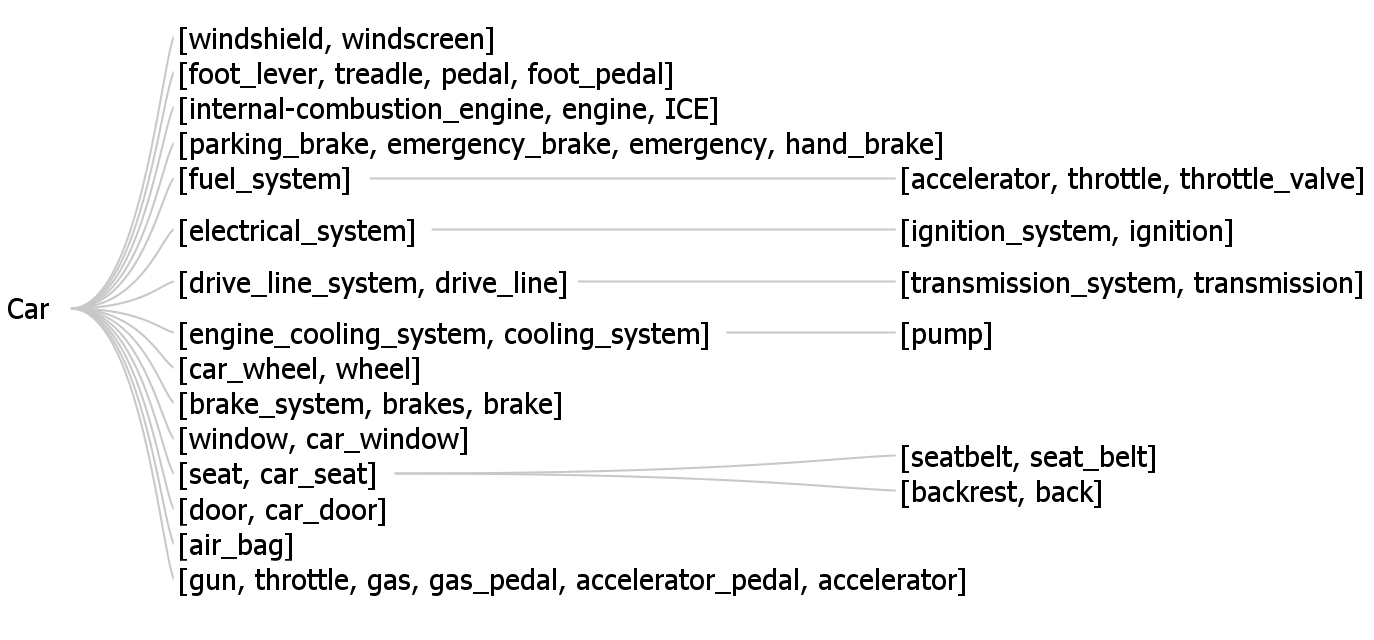 [windshield, windscreen]
[foot_lever, treadle, pedal, foot_pedal]
[internal-combustion_engine, engine, ICE]
[parking_brake, emergency_brake, emergency, hand_brake]
[fuel_system] [accelerator, throttle, throttle_valve]
[electrical_system] [ignition_system, ignition]
[drive_line_system, drive_line] [transmission_system, transmission]
Car
[engine_cooling_system, cooling_system] [pump]
[car_wheel, wheel]
[brake_system, brakes, brake]
[window, car_window]
[seat, car_seat] [seatbelt, seat_belt]
[backrest, back]
[door, car_door]
[air_bag]
[gun, throttle, gas, gas_pedal, accelerator_pedal, accelerator]